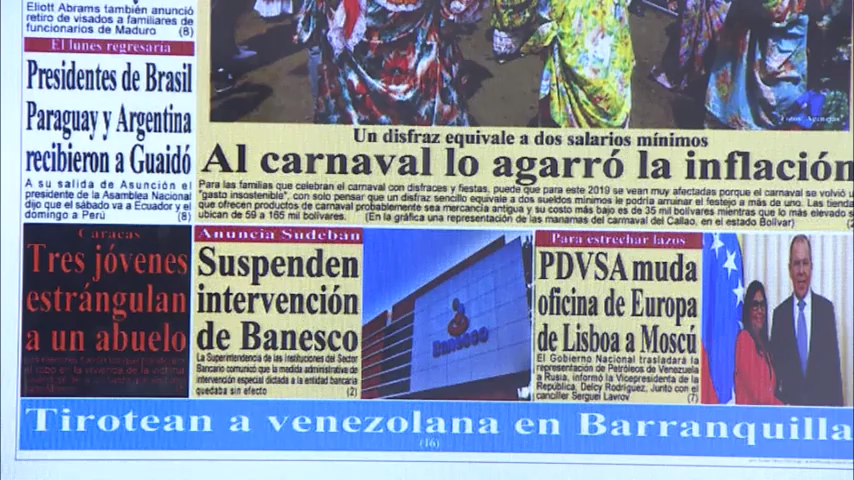 Eliott Abrams también anunció
retiro de visados a familiares de
funcionarios de Maduro (8)
El lunes regresaría
Presidentes de Brasil
Paraguay y Argentina
recibieron a Guaidó
A su salida de Asunción el
presidente de la Asamblea Nacional
dijo que el sábado va a Ecuador y el
domingo a Perú (8)
Fotos Agencias
Un disfraz equivale a dos salarios mínimos
Al carnaval lo agarró la inflación
Para las familias que celebran el carnaval con disfraces y fiestas, puede que para este 2019 se vean muy afectadas porque el carnaval se volvió u
"gasto insostenible", con solo pensar que un disfraz sencillo equivale a dos sueldos mínimos le podría arruinar el festejo a más de uno. Las tienda
que ofrecen productos de carnaval probablemente sea mercancía antigua y su costo más bajo es de 35 mil bolívares mientras que lo más elevado s
ubican de 59 a 165 mil bolívares. (En la gráfica una representación de las mamanas del carnaval del Callao, en el estado Bolívar) (2
Caracas
Tres jóvenes
estrángulan
a un abuelo
Anuncia Sudeban
Suspenden
intervención
de Banesco
La Superintendencia de las Instituciones del Sector
Bancario comunicó que la medida administrativa de
intervención especial dictada a la entidad bancaria
quedaba sin efecto (2)
Banesco
Para estrechar lazos
PDVSA muda
oficina de Europa
de Lisboa a Moscú
El Gobierno Nacional trasladará la
representación de Petróleos de Venezuela
a Rusia, informó la Vicepresidenta de la
República, Delcy Rodríguez, Junto con el
canciller Serguei Lavrov (7)
Tirotean a venezolana en Barranquilla
(16)